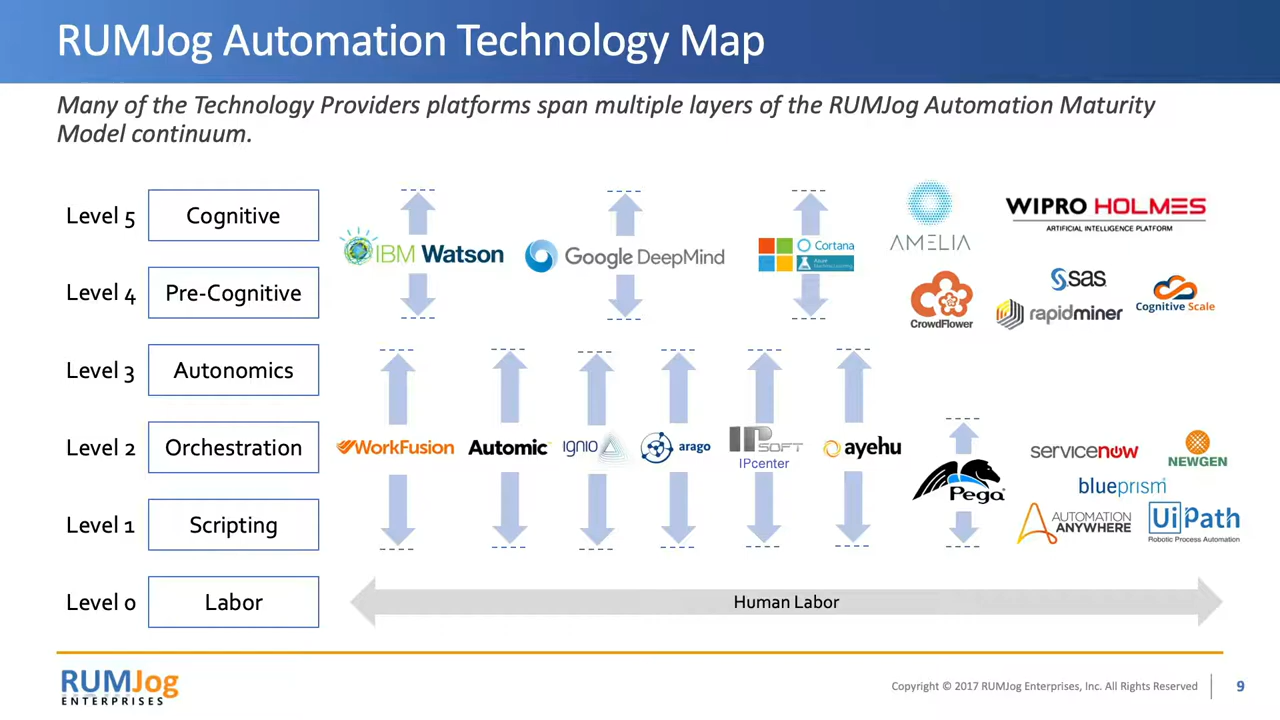 RUMJog Automation Technology Map
Many of the Technology Providers platforms span multiple layers of the RUMJog Automation Maturity
Model continuum.
Level 5
Cognitive
IBM Watson
Google DeepMind
Cortana
Azure
Machine Learning
AMELIA
WIPRO HOLMES
ARTIFICIAL INTELLIGENCE PLATFORM
Level 4
Pre-Cognitive
CrowdFlower
sas
rapidminer
Cognitive Scale
Level 3
Autonomics
Level 2
Orchestration
WorkFusion
Automic
IGNIO
arago
IPSOFT
IPcenter
ayehu
Pega
servicenow
NEWGEN
blueprism
Level 1
Scripting
AUTOMATION
ANYWHERE
UiPath
Robotic Process Automation
Level 0
Labor
Human Labor
RUMJog
ENTERPRISES
Copyright © 2017 RUMJog Enterprises, Inc. All Rights Reserved
9